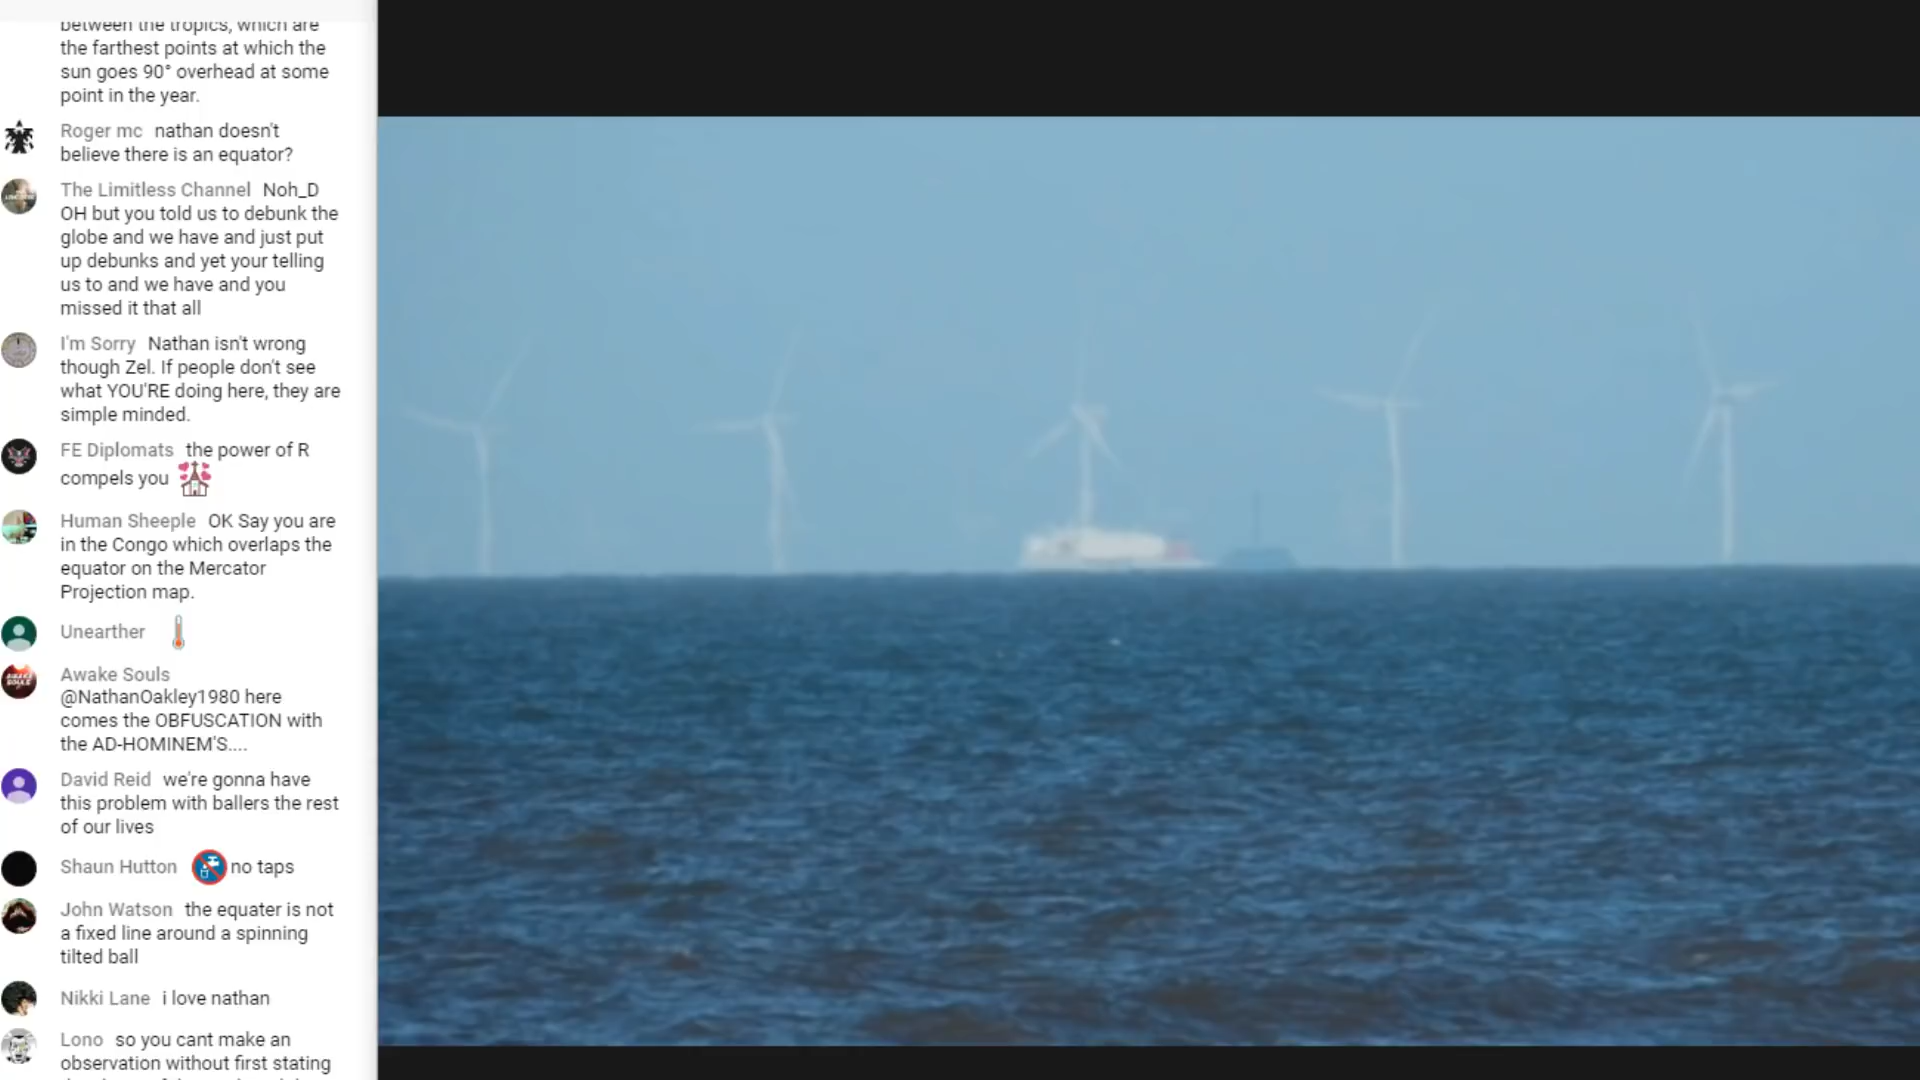 between the tropics, which are
the farthest points at which the
sun goes 90° overhead at some
point in the year.
Roger mc nathan doesn't
believe there is an equator?
The Limitless Channel Noh_D
OH but you told us to debunk the
globe and we have and just put
up debunks and yet your telling
us to and we have and you
missed it that all
I'm Sorry Nathan isn't wrong
though Zel. If people don't see
what YOU'RE doing here, they are
simple minded.
FE Diplomats the power of R
compels you
Human Sheeple OK Say you are
in the Congo which overlaps the
equator on the Mercator
Projection map.
Unearther
Awake Souls
@NathanOakley1980 here
comes the OBFUSCATION with
the AD-HOMINEM'S....
David Reid we're gonna have
this problem with ballers the rest
of our lives
Shaun Hutton no taps
John Watson the equater is not
a fixed line around a spinning
tilted ball
Nikki Lane i love nathan
Lono so you cant make an
observation without first stating